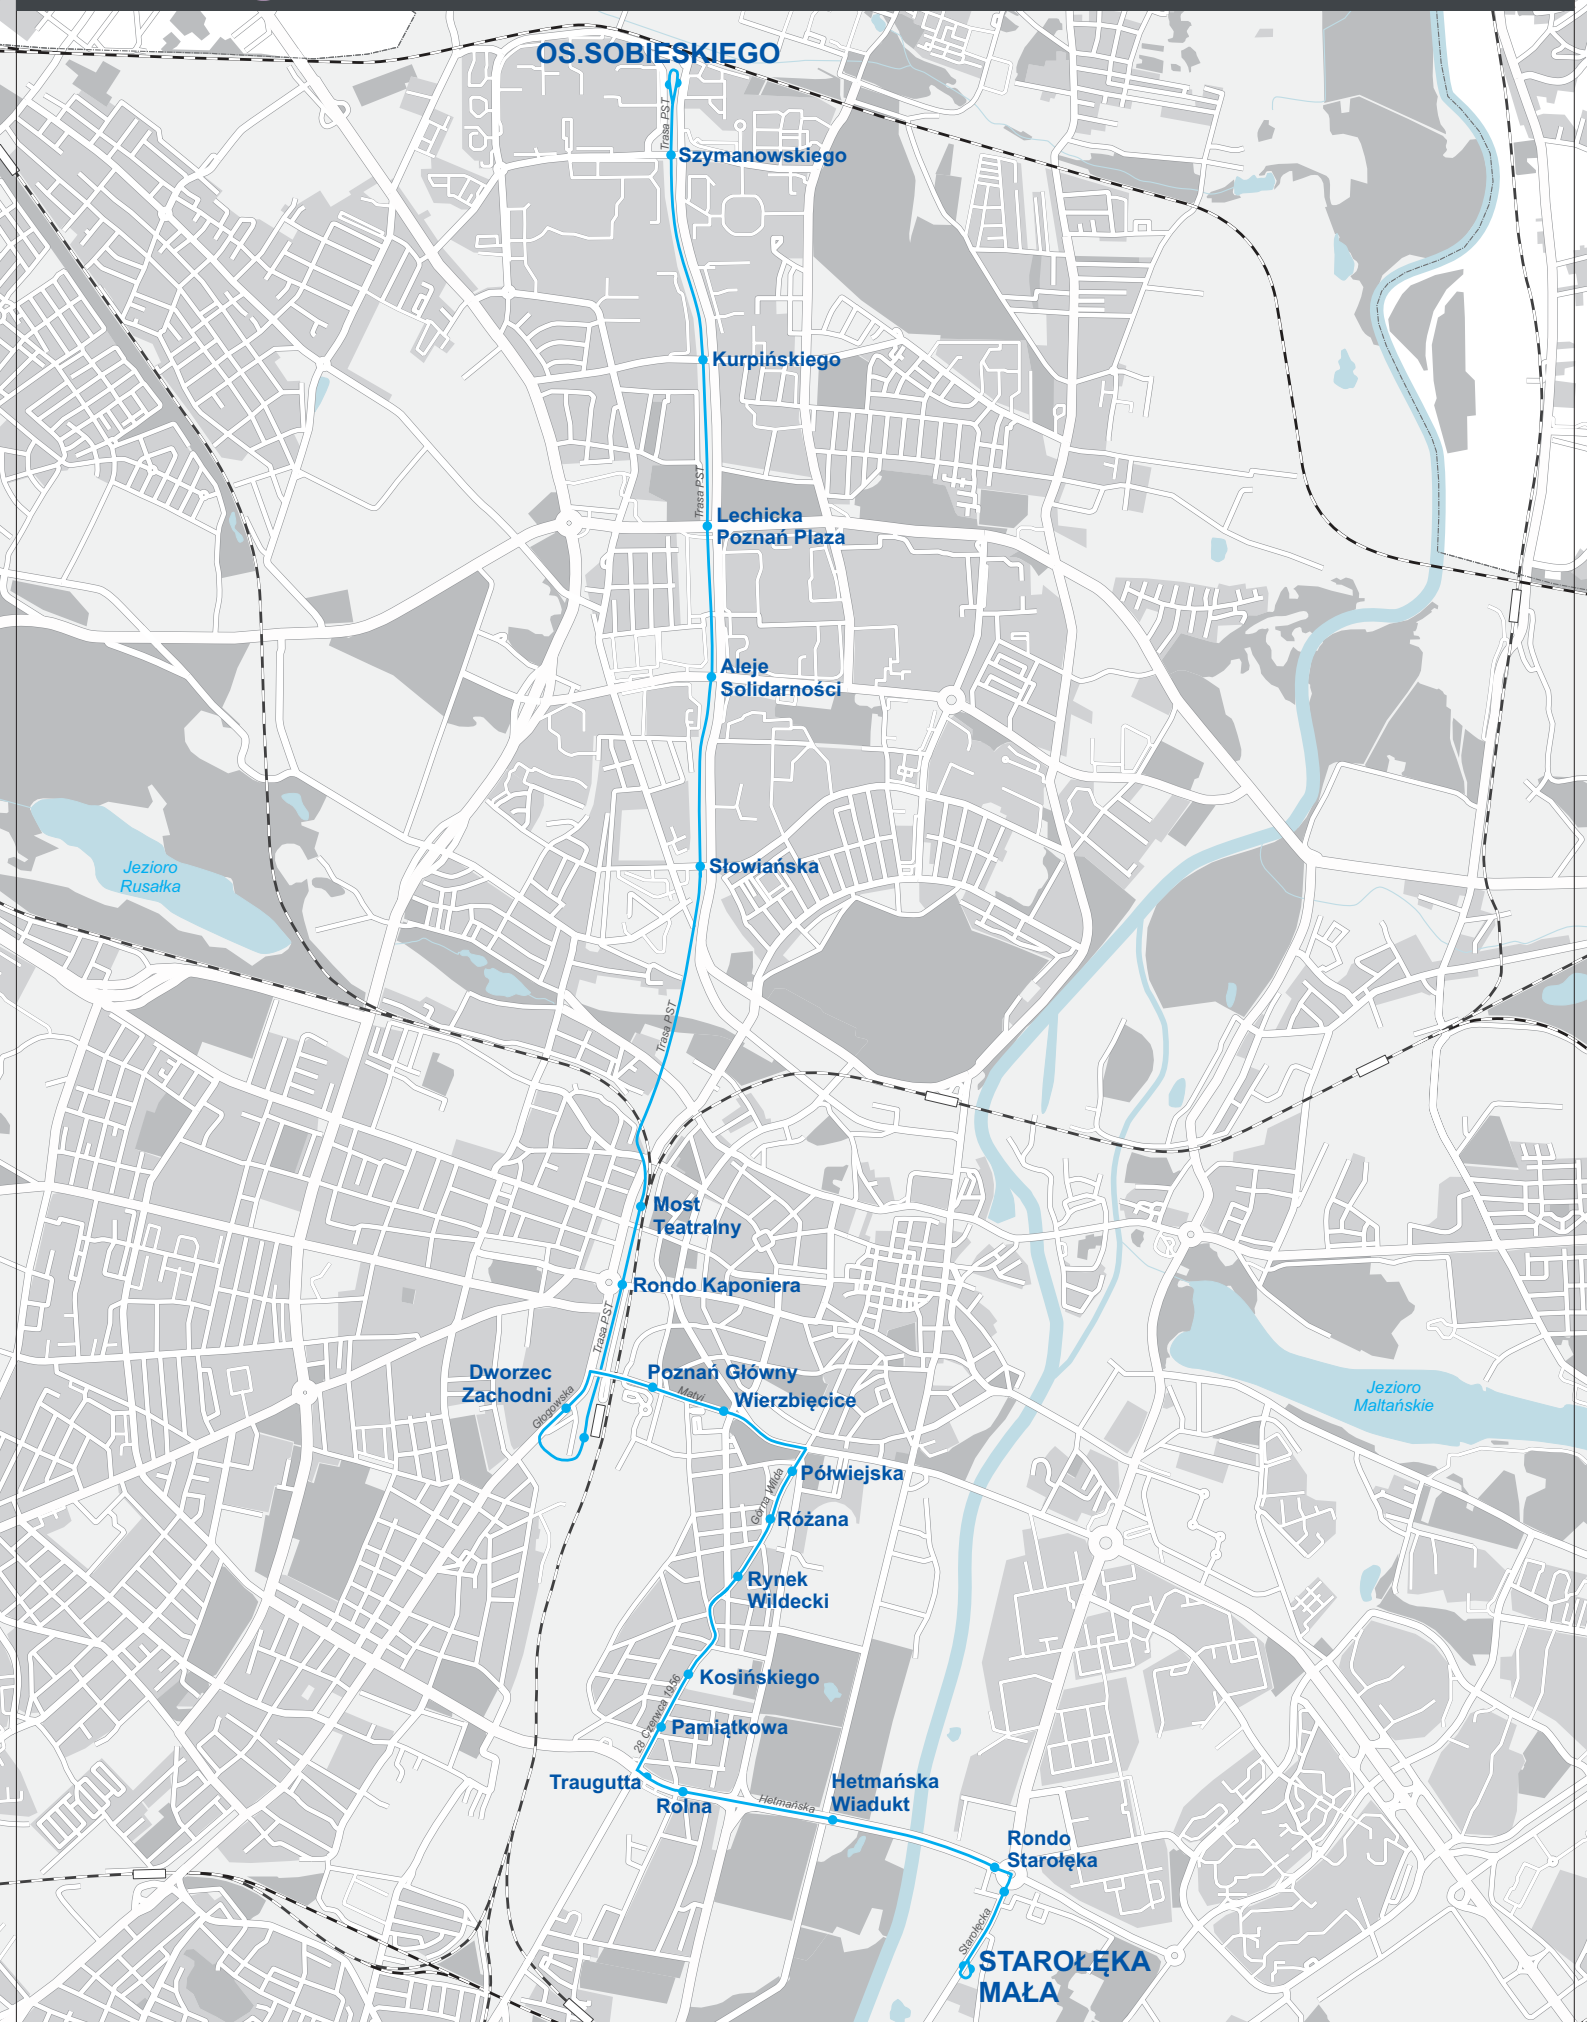 OS.SOBIESKIEGO
Trasa PST
Szymanowskiego
Kurpińskiego
Trasa PST
Lechicka
Poznań Plaza
Aleje
Solidarności
Słowiańska
Jezioro
Rusałka
Trasa PST
Most
Teatralny
Rondo Kaponiera
Trasa PST
Dworzec
Zachodni
Głogowska
Poznań Główny
Matyi
Wierzbięcice
Jezioro
Maltańskie
Półwiejska
Górna Wilda
Różana
Rynek
Wildecki
Kosińskiego
28 Czerwca 1956
Pamiątkowa
Traugutta
Rolna
Hetmańska
Hetmańska
Wiadukt
Rondo
Starołęka
Starołęcka
STAROŁĘKA
MAŁA